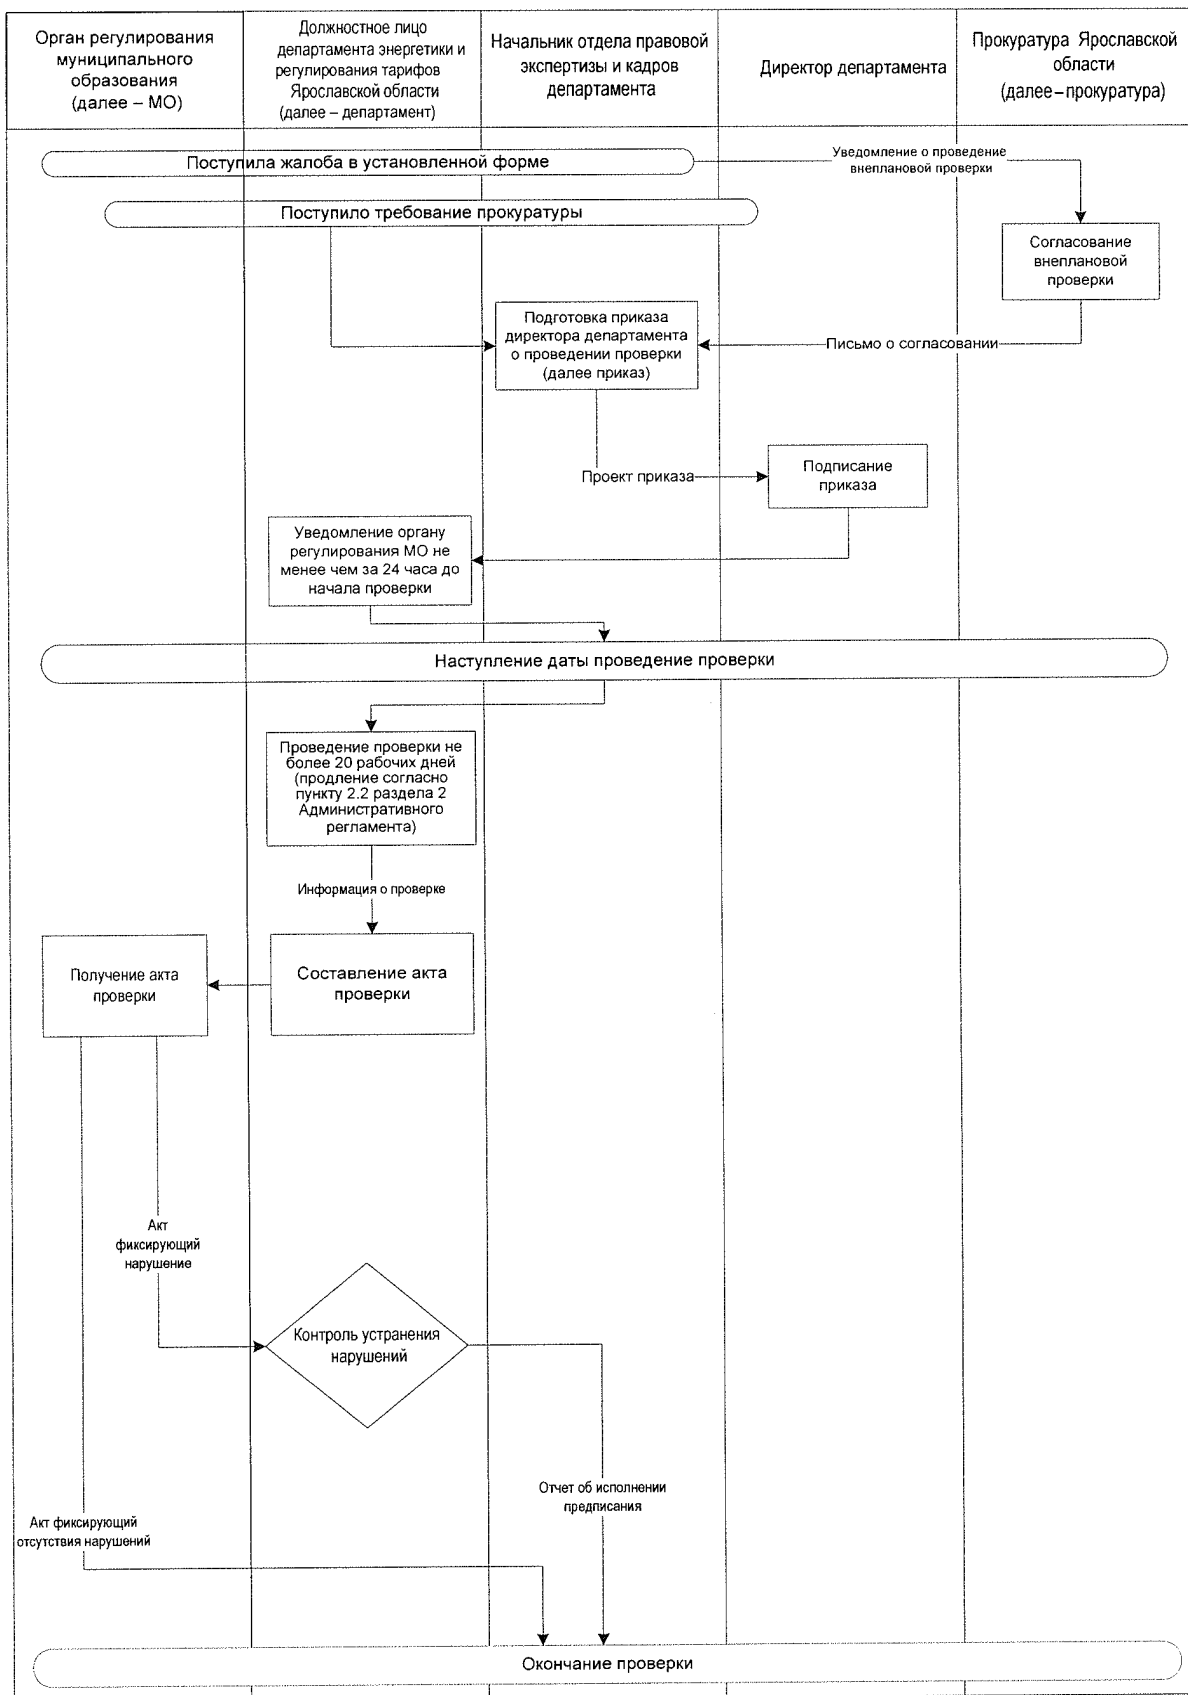 Орган регулирования
муниципального
образования
(далее – МО)
Должностное лицо
департамента энергетики и
регулирования тарифов
Ярославской области
(далее – департамент)
Начальник отдела правовой
экспертизы и кадров
департамента
Директор департамента
Прокуратура Ярославской
области
(далее – прокуратура)
Поступила жалоба в установленной форме
Уведомление о проведение
внеплановой проверки
Поступило требование прокуратуры
Согласование
внеплановой
проверки
Подготовка приказа
директора департамента
о проведении проверки
(далее приказ)
Письмо о согласовании
Проект приказа
Подписание
приказа
Уведомление органу
регулирования МО не
менее чем за 24 часа до
начала проверки
Наступление даты проведение проверки
Проведение проверки не
более 20 рабочих дней
(продление согласно
пункту 2.2 раздела 2
Административного
регламента)
Информация о проверке
Получение акта
проверки
Составление акта
проверки
Акт
фиксирующий
нарушение
Контроль устранения
нарушений
Отчет об исполнении
предписания
Акт фиксирующий
отсутствия нарушений
Окончание проверки